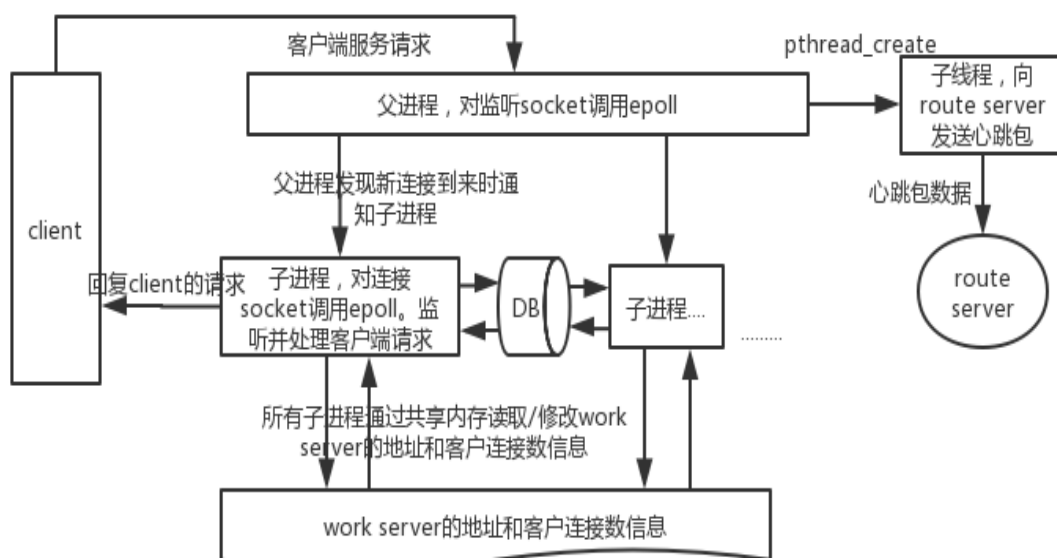 客户端服务请求
pthread_create
父进程，对监听socket调用epoll
子线程，向
route server
发送心跳包
父进程发现新连接到来时通
知子进程
心跳包数据
client
回复client的请求
子进程，对连接
socket调用epoll。监
听并处理客户端请求
DB
子进程....
.........
route
server
所有子进程通过共享内存读取/修改work
server的地址和客户连接数信息
work server的地址和客户连接数信息